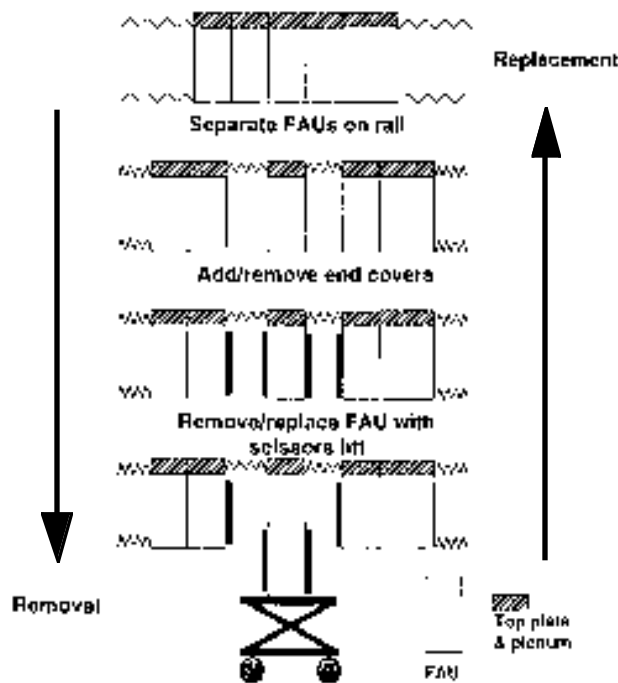 Replacement
Separate FAUs on rail
Add/remove end covers
Remove/replace FAU with
scissors lift
Removal
Top plate
& plenum
FAU